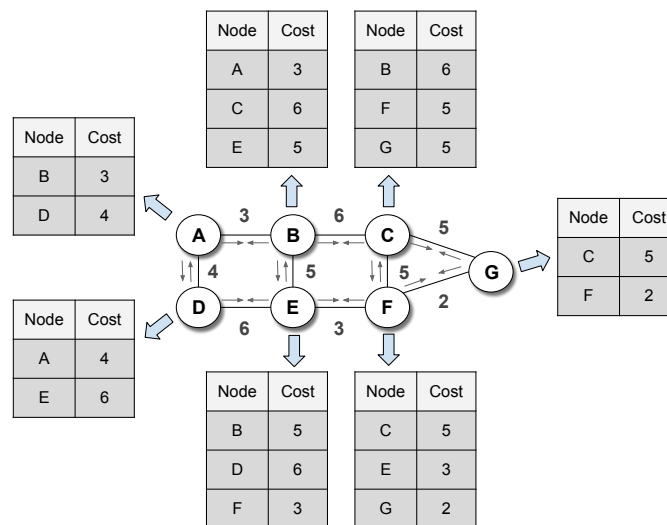 Node Cost
A 3
C 6
E 5
Node Cost
B 6
F 5
G 5
Node Cost
B 3
D 4
Node Cost
C 5
F 2
3 6 5
A B C G
4 5 5
D E F 2
6 3
Node Cost
A 4
E 6
Node Cost
B 5
D 6
F 3
Node Cost
C 5
E 3
G 2